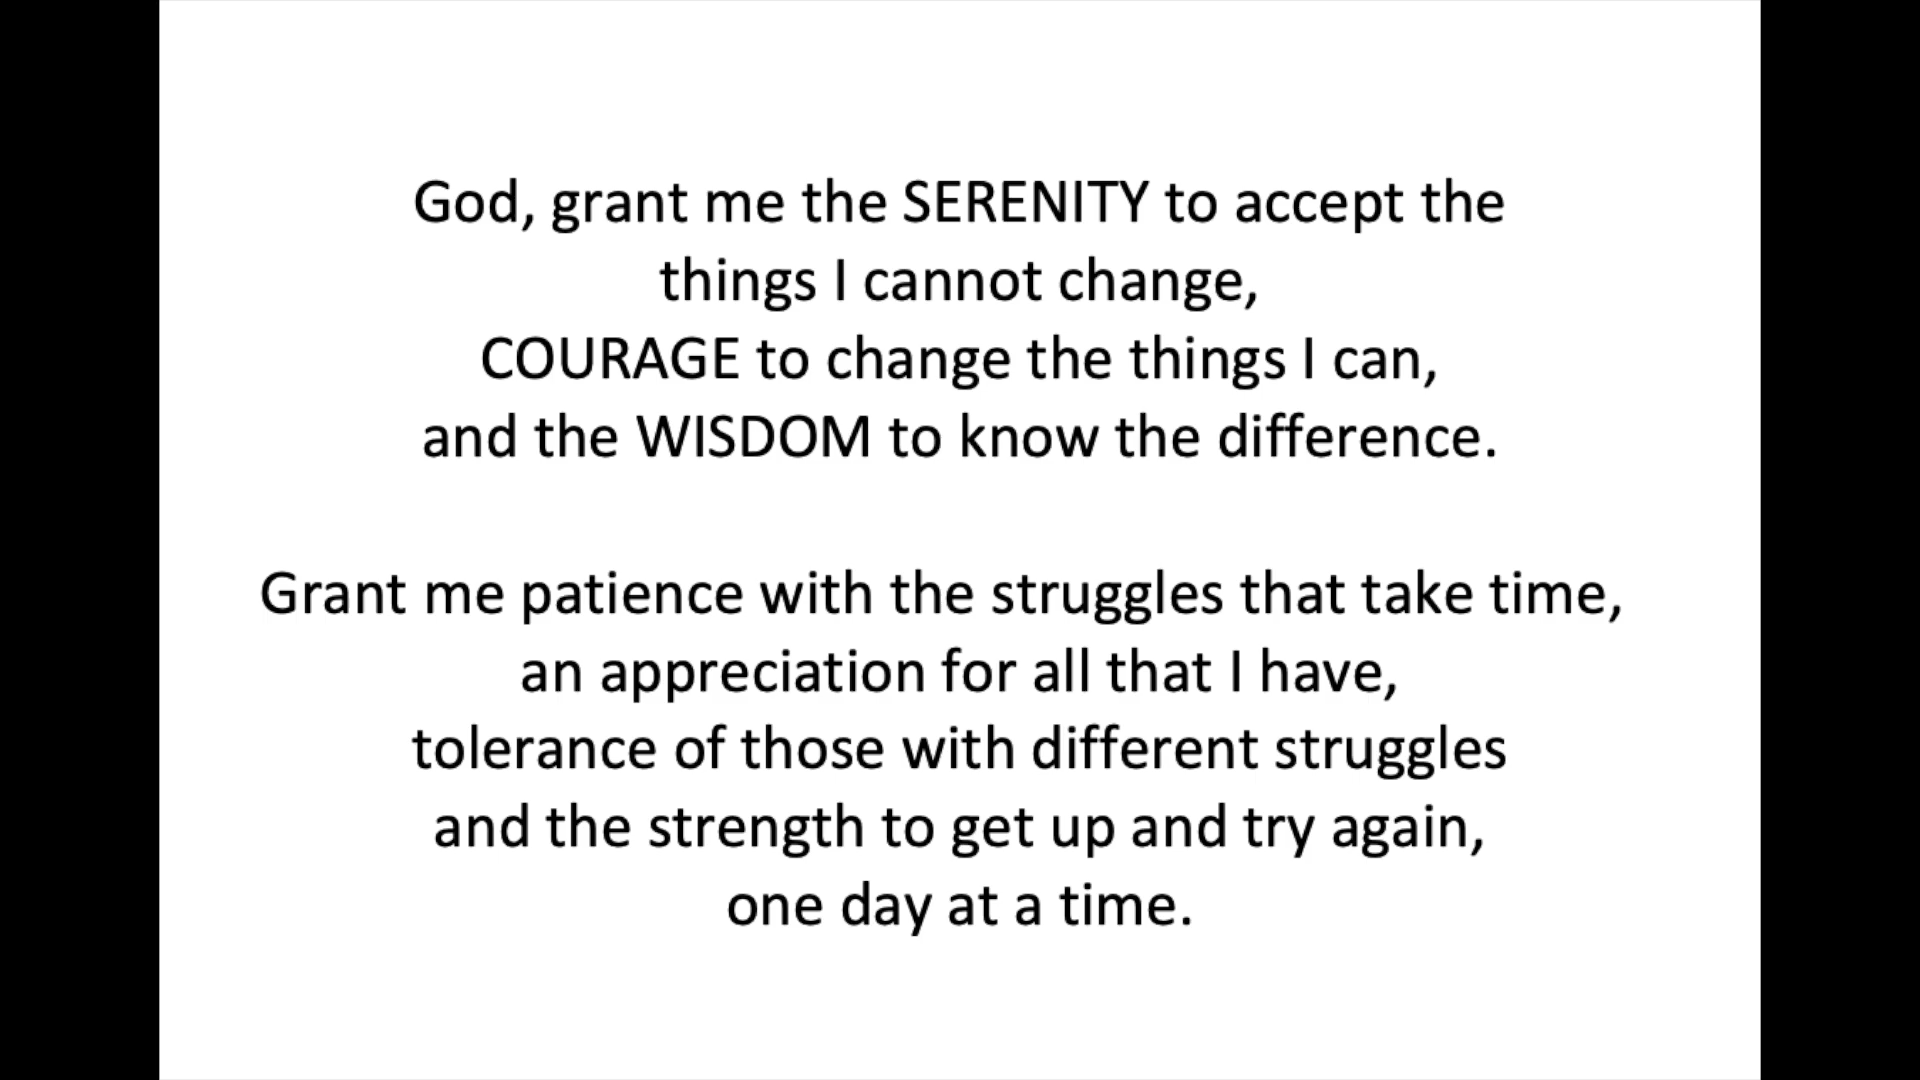 God, grant me the SERENITY to accept the
things I cannot change,
COURAGE to change the things I can,
and the WISDOM to know the difference.
Grant me patience with the struggles that take time,
an appreciation for all that I have,
tolerance of those with different struggles
and the strength to get up and try again,
one day at a time.